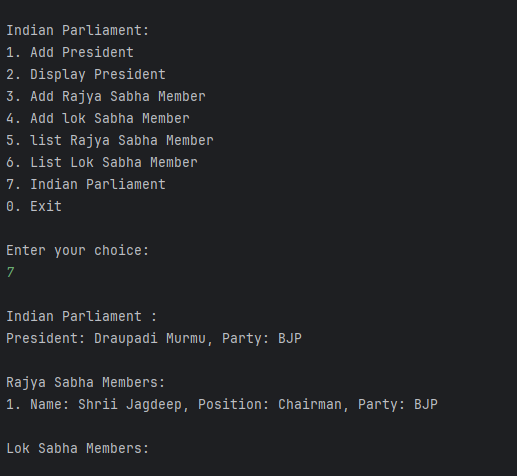 Indian Parliament:
1. Add President
2. Display President
3. Add Rajya Sabha Member
4. Add lok Sabha Member
5. list Rajya Sabha Member
6. List Lok Sabha Member
7. Indian Parliament
0. Exit
Enter your choice:
7
Indian Parliament :
President: Draupadi Murmu, Party: BJP
Rajya Sabha Members:
1. Name: Shrii Jagdeep, Position: Chairman, Party: BJP
Lok Sabha Members: